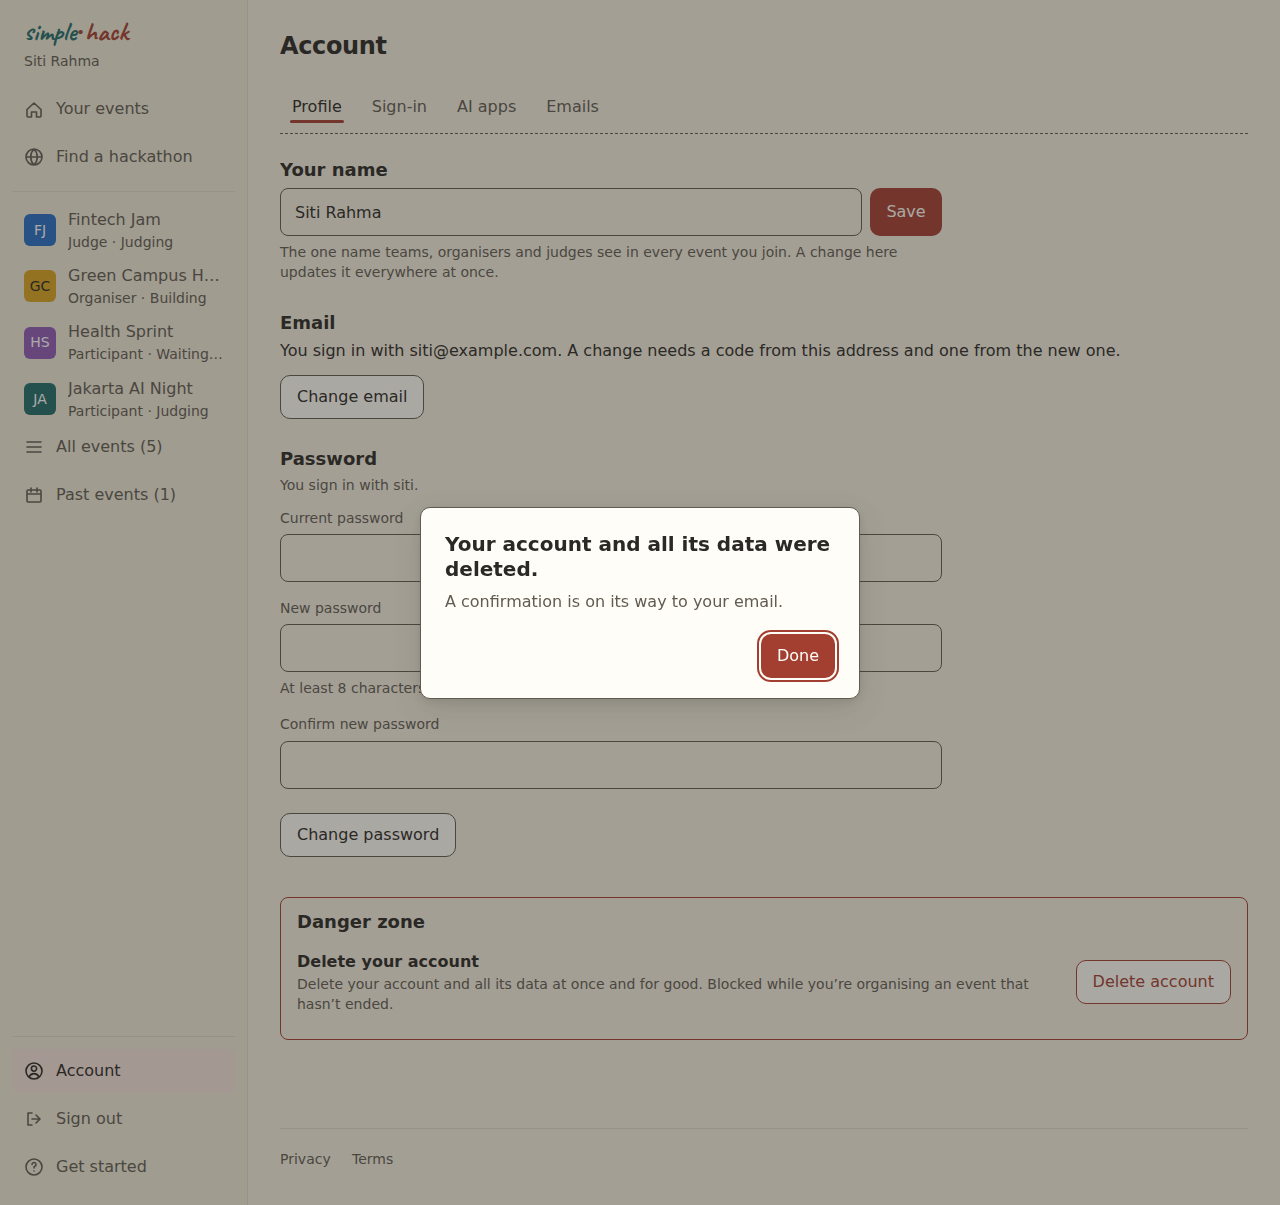 simple·hack
Siti Rahma
Your events
Find a hackathon
FJ
Fintech Jam
Judge · Judging
GC
Green Campus H…
Organiser · Building
HS
Health Sprint
Participant · Waiting…
JA
Jakarta AI Night
Participant · Judging
All events (5)
Past events (1)
Account
Sign out
Get started
Account
Profile
Sign-in
AI apps
Emails
Your name
Siti Rahma
Save
The one name teams, organisers and judges see in every event you join. A change here
updates it everywhere at once.
Email
You sign in with siti@example.com. A change needs a code from this address and one from the new one.
Change email
Password
You sign in with siti.
Current password
New password
At least 8 characters
Confirm new password
Change password
Your account and all its data were
deleted.
A confirmation is on its way to your email.
Done
Danger zone
Delete your account
Delete your account and all its data at once and for good. Blocked while you’re organising an event that
hasn’t ended.
Delete account
Privacy
Terms